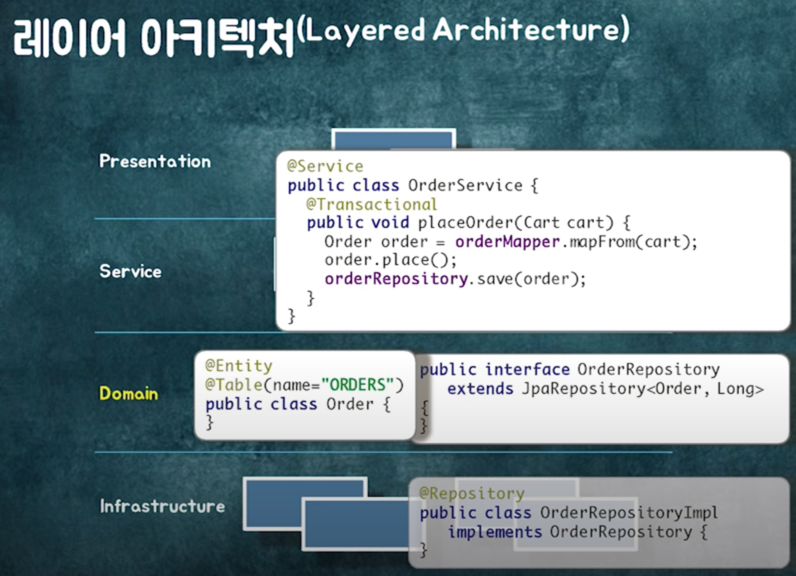 레이어 아키텍처(Layered Architecture)
Presentation
@Service
public class OrderService {
@Transactional
public void placeOrder(Cart cart) {
Order order = orderMapper.mapFrom(cart);
order.place();
orderRepository.save(order);
}
}
Service
Domain
@Entity
@Table(name="ORDERS")
public class Order {
}
public interface OrderRepository
extends JpaRepository<Order, Long>
{
}
Infrastructure
@Repository
public class OrderRepositoryImpl
implements OrderRepository {
}